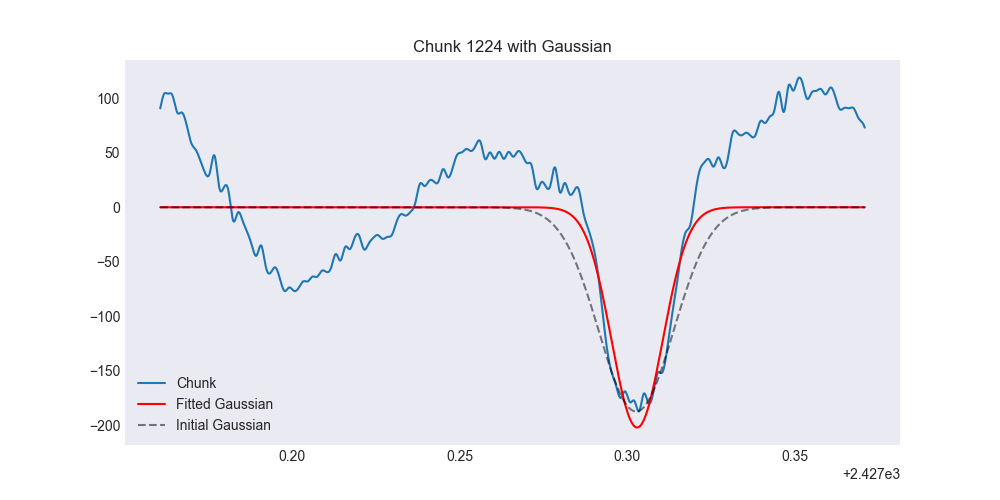 Chunk 1224 with Gaussian
100
50
0
−50
−100
−150
−200
Chunk
Fitted Gaussian
Initial Gaussian
0.20 0.25 0.30 0.35
+2.427e3